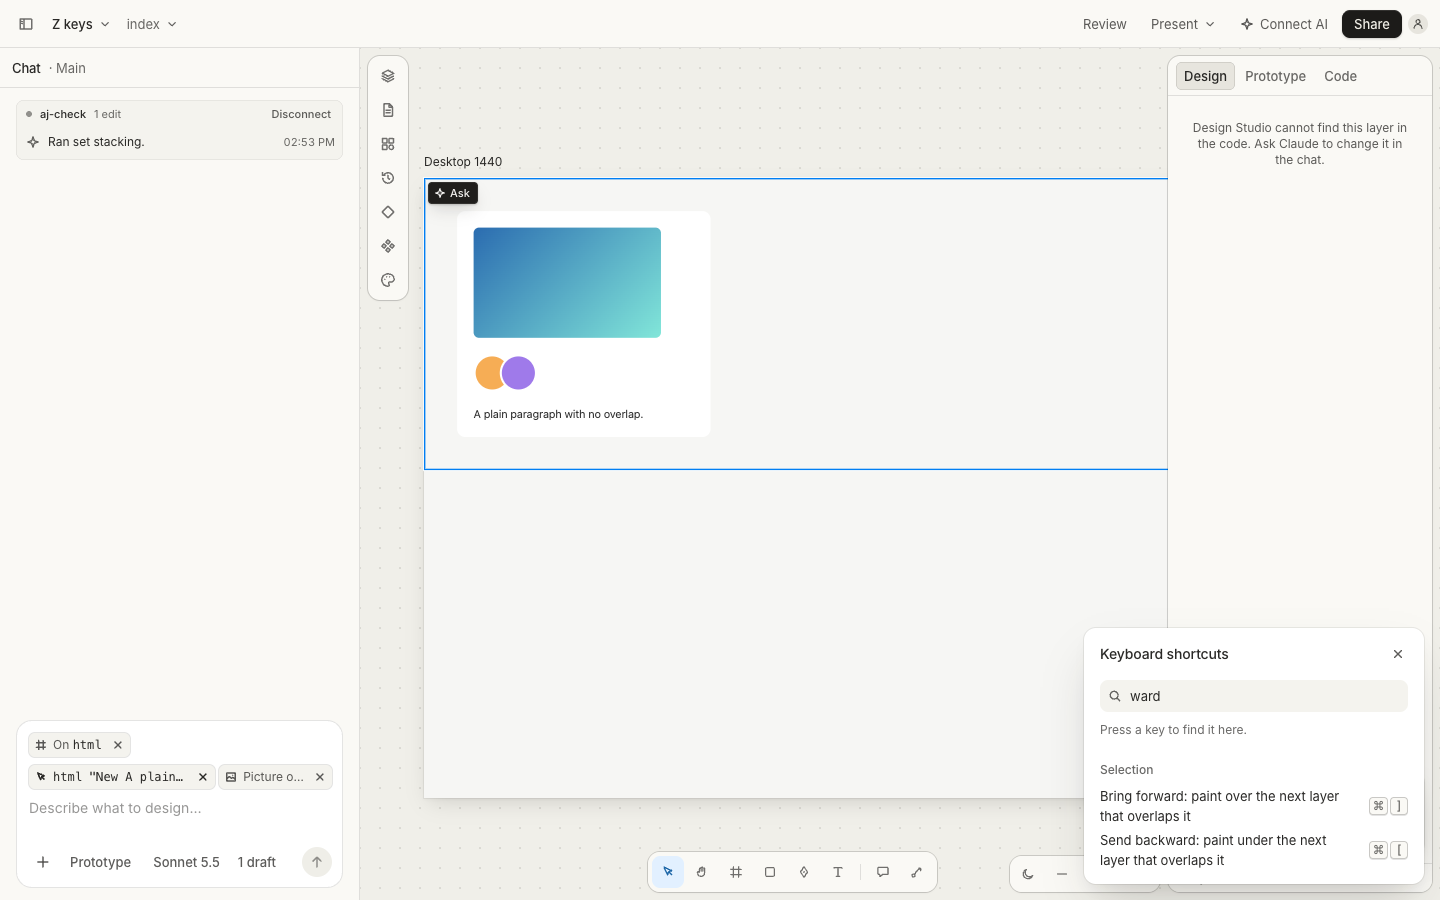 Z keys
index
Review
Present
Connect AI
Share
Chat · Main
aj-check 1 edit
Disconnect
Ran set stacking.
02:53 PM
Desktop 1440
Ask
A plain paragraph with no overlap.
Design
Prototype
Code
Design Studio cannot find this layer in
the code. Ask Claude to change it in
the chat.
On html
html "New A plain…
Picture o…
Describe what to design…
Prototype
Sonnet 5.5
1 draft
T
Keyboard shortcuts
ward
Press a key to find it here.
Selection
Bring forward: paint over the next layer
that overlaps it
⌘ ]
Send backward: paint under the next
layer that overlaps it
⌘ [